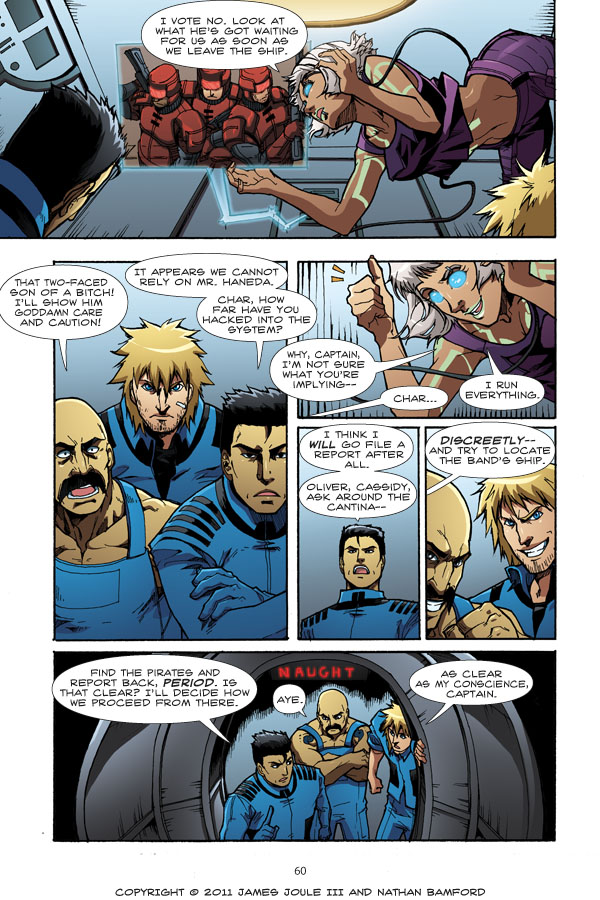 I VOTE NO. LOOK AT
WHAT HE'S GOT WAITING
FOR US AS SOON AS
WE LEAVE THE SHIP.
THAT TWO-FACED
SON OF A BITCH!
I'LL SHOW HIM
GODDAMN CARE
AND CAUTION!
IT APPEARS WE CANNOT
RELY ON MR. HANEDA.
CHAR, HOW
FAR HAVE YOU
HACKED INTO THE
SYSTEM?
WHY, CAPTAIN,
I'M NOT SURE
WHAT YOU'RE
IMPLYING--
CHAR...
I RUN
EVERYTHING.
I THINK I
WILL GO FILE A
REPORT AFTER
ALL.
OLIVER, CASSIDY,
ASK AROUND THE
CANTINA--
DISCREETLY--
AND TRY TO LOCATE
THE BAND'S SHIP.
FIND THE PIRATES AND
REPORT BACK, PERIOD. IS
THAT CLEAR? I'LL DECIDE HOW
WE PROCEED FROM THERE.
NAUGHT
AYE.
AS CLEAR
AS MY CONSCIENCE,
CAPTAIN.
60
COPYRIGHT © 2011 JAMES JOULE III AND NATHAN BAMFORD